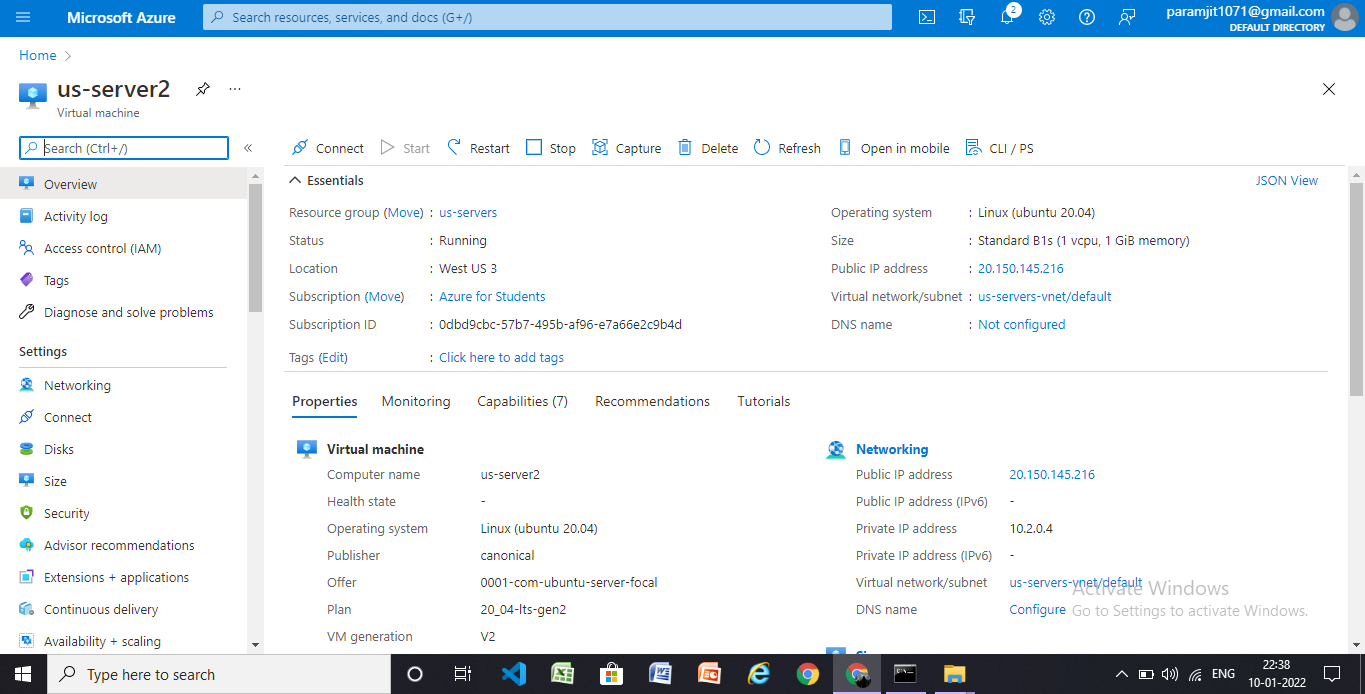 Microsoft Azure
Search resources, services, and docs (G+/)
2
paramjit1071@gmail.com
DEFAULT DIRECTORY
Home
us-server2
Virtual machine
Search (Ctrl+/)
Overview
Activity log
Access control (IAM)
Tags
Diagnose and solve problems
Settings
Networking
Connect
Disks
Size
Security
Advisor recommendations
Extensions + applications
Continuous delivery
Availability + scaling
Connect Start Restart Stop Capture Delete Refresh Open in mobile CLI / PS
Essentials
JSON View
Resource group (Move) : us-servers
Status : Running
Location : West US 3
Subscription (Move) : Azure for Students
Subscription ID : 0dbd9cbc-57b7-495b-af96-e7a66e2c9b4d
Tags (Edit) : Click here to add tags
Operating system : Linux (ubuntu 20.04)
Size : Standard B1s (1 vcpu, 1 GiB memory)
Public IP address : 20.150.145.216
Virtual network/subnet : us-servers-vnet/default
DNS name : Not configured
Properties Monitoring Capabilities (7) Recommendations Tutorials
Virtual machine
Computer name us-server2
Health state -
Operating system Linux (ubuntu 20.04)
Publisher canonical
Offer 0001-com-ubuntu-server-focal
Plan 20_04-lts-gen2
VM generation V2
Networking
Public IP address 20.150.145.216
Public IP address (IPv6) -
Private IP address 10.2.0.4
Private IP address (IPv6) -
Virtual network/subnet us-servers-vnet/default
DNS name Configure
Activate Windows
Go to Settings to activate Windows.
Type here to search
ENG
22:38
10-01-2022